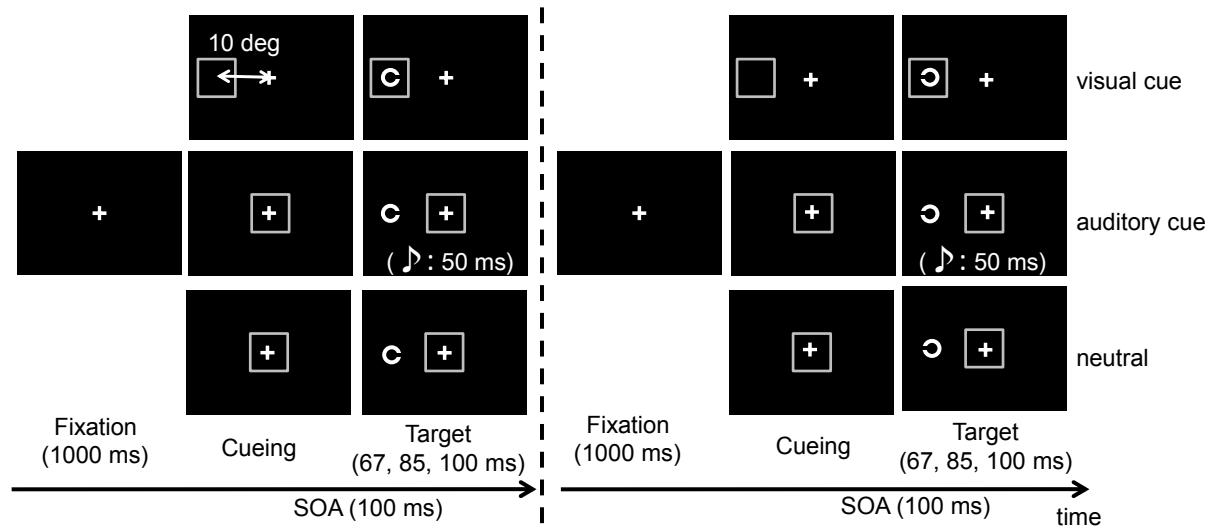 10 deg
visual cue
( ♪ : 50 ms)
( ♪ : 50 ms)
auditory cue
neutral
Fixation
(1000 ms)
Cueing
Target
(67, 85, 100 ms)
SOA (100 ms)
Fixation
(1000 ms)
Cueing
Target
(67, 85, 100 ms)
SOA (100 ms)
time